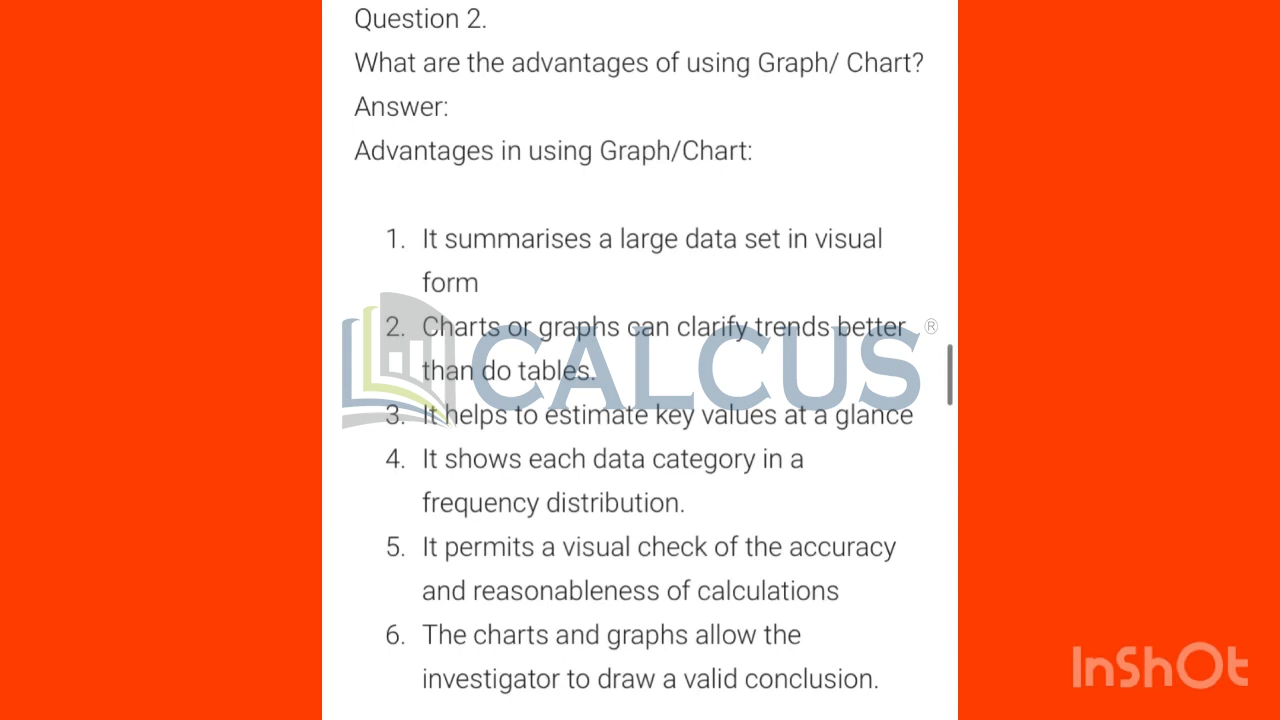 Question 2.
What are the advantages of using Graph/ Chart?
Answer:
Advantages in using Graph/Chart:
1. It summarises a large data set in visual
form
2. Charts or graphs can clarify trends better
than do tables.
3. It helps to estimate key values at a glance
4. It shows each data category in a
frequency distribution.
5. It permits a visual check of the accuracy
and reasonableness of calculations
6. The charts and graphs allow the
investigator to draw a valid conclusion.
CALCUS®
InShOt